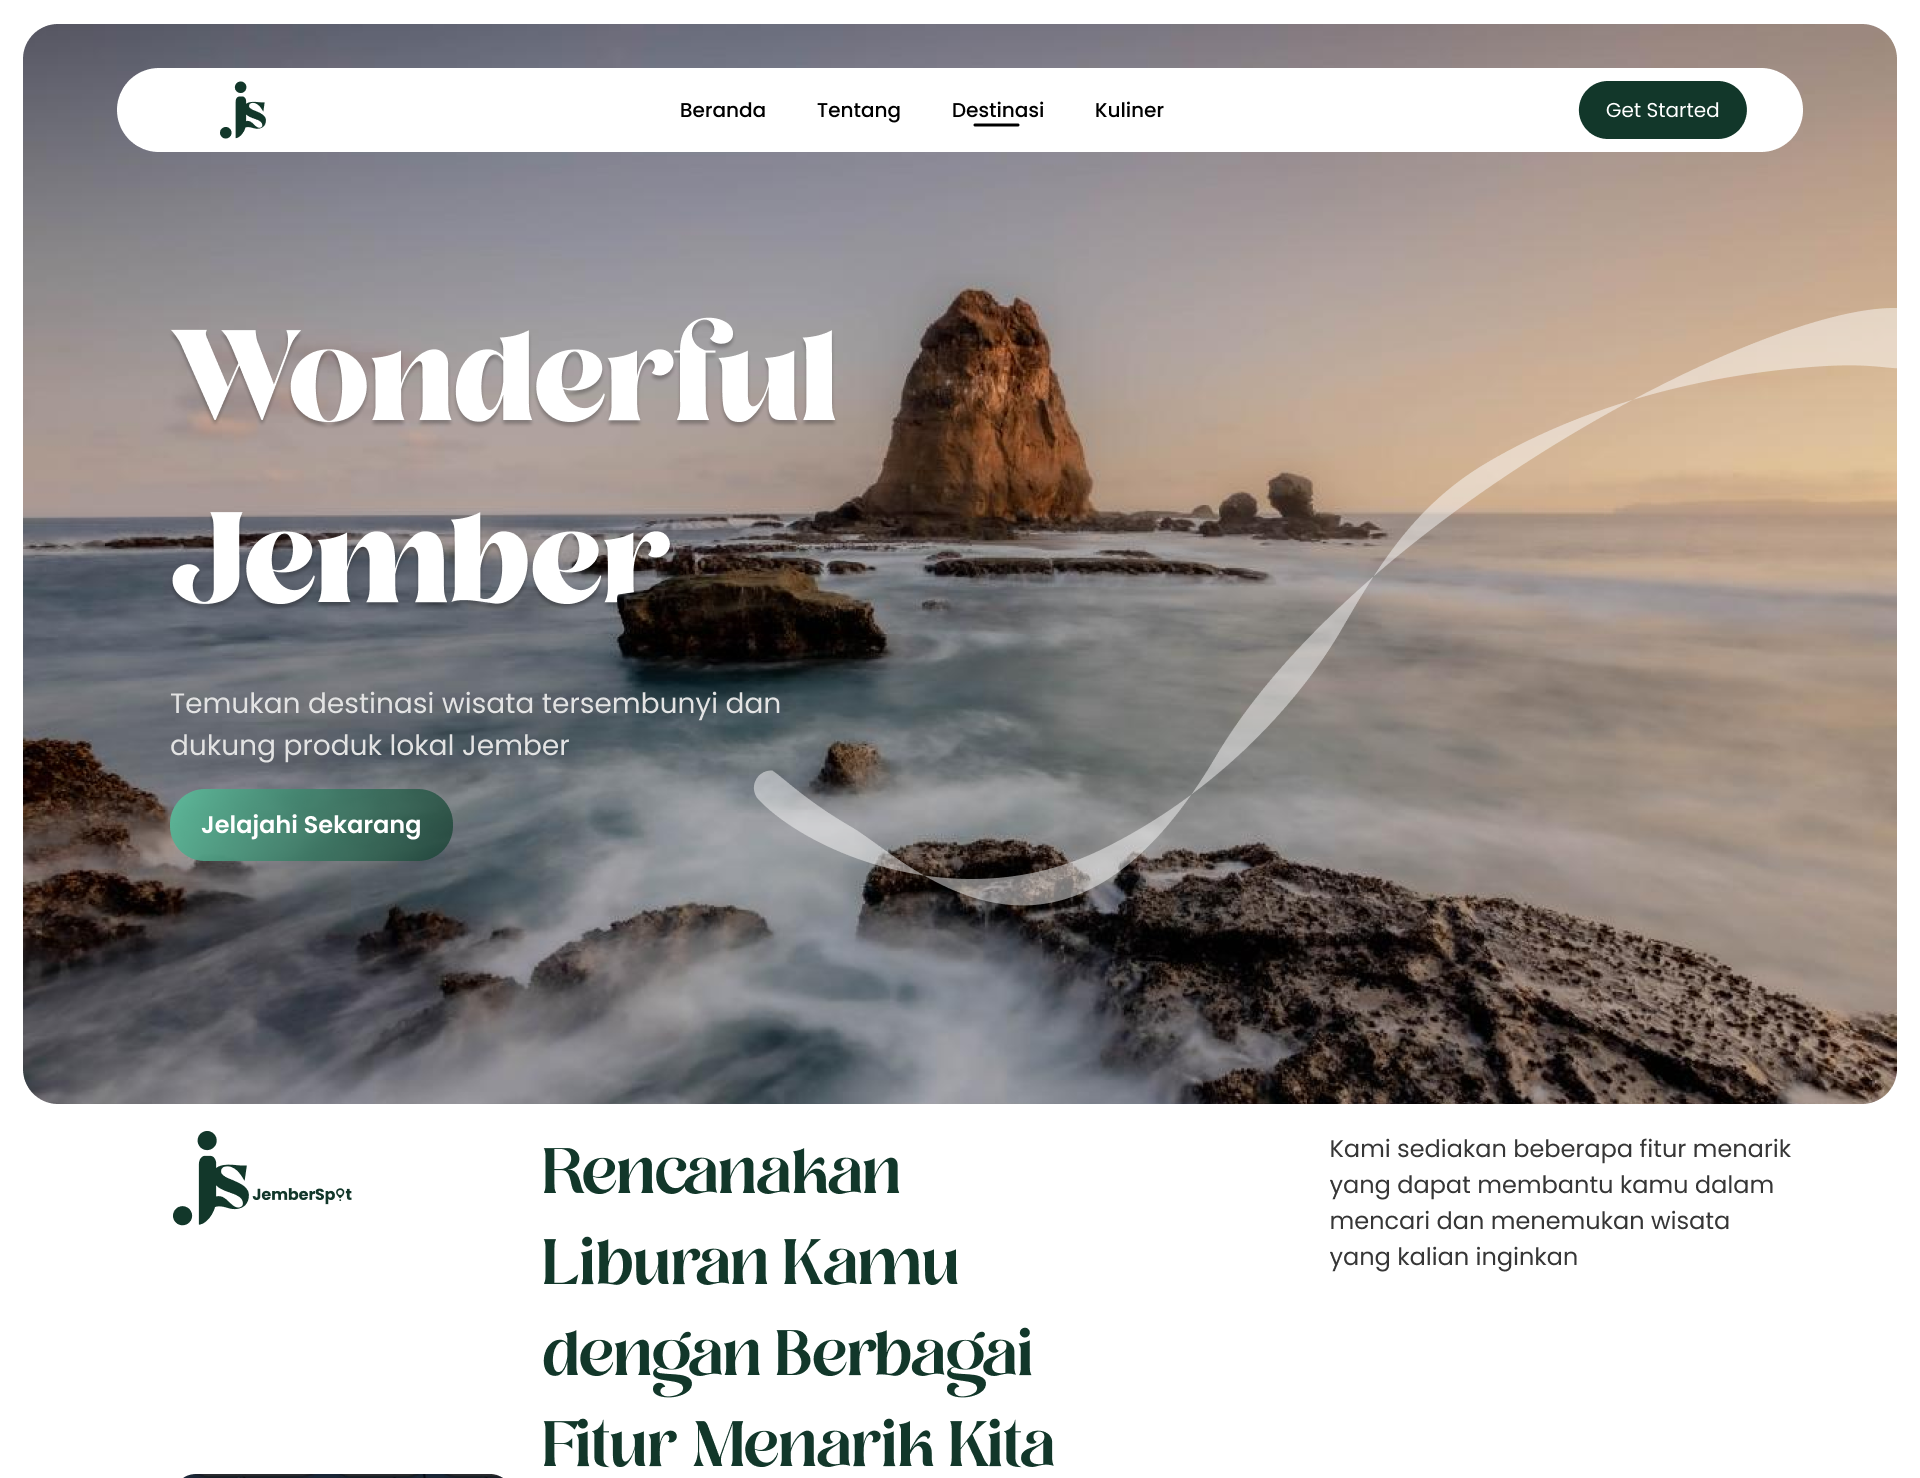 js
Beranda Tentang Destinasi Kuliner Get Started
Wonderful
Jember
Temukan destinasi wisata tersembunyi dan
dukung produk lokal Jember
Jelajahi Sekarang
js JemberSpot
Rencanakan
Liburan Kamu
dengan Berbagai
Fitur Menarik Kita
Kami sediakan beberapa fitur menarik
yang dapat membantu kamu dalam
mencari dan menemukan wisata
yang kalian inginkan